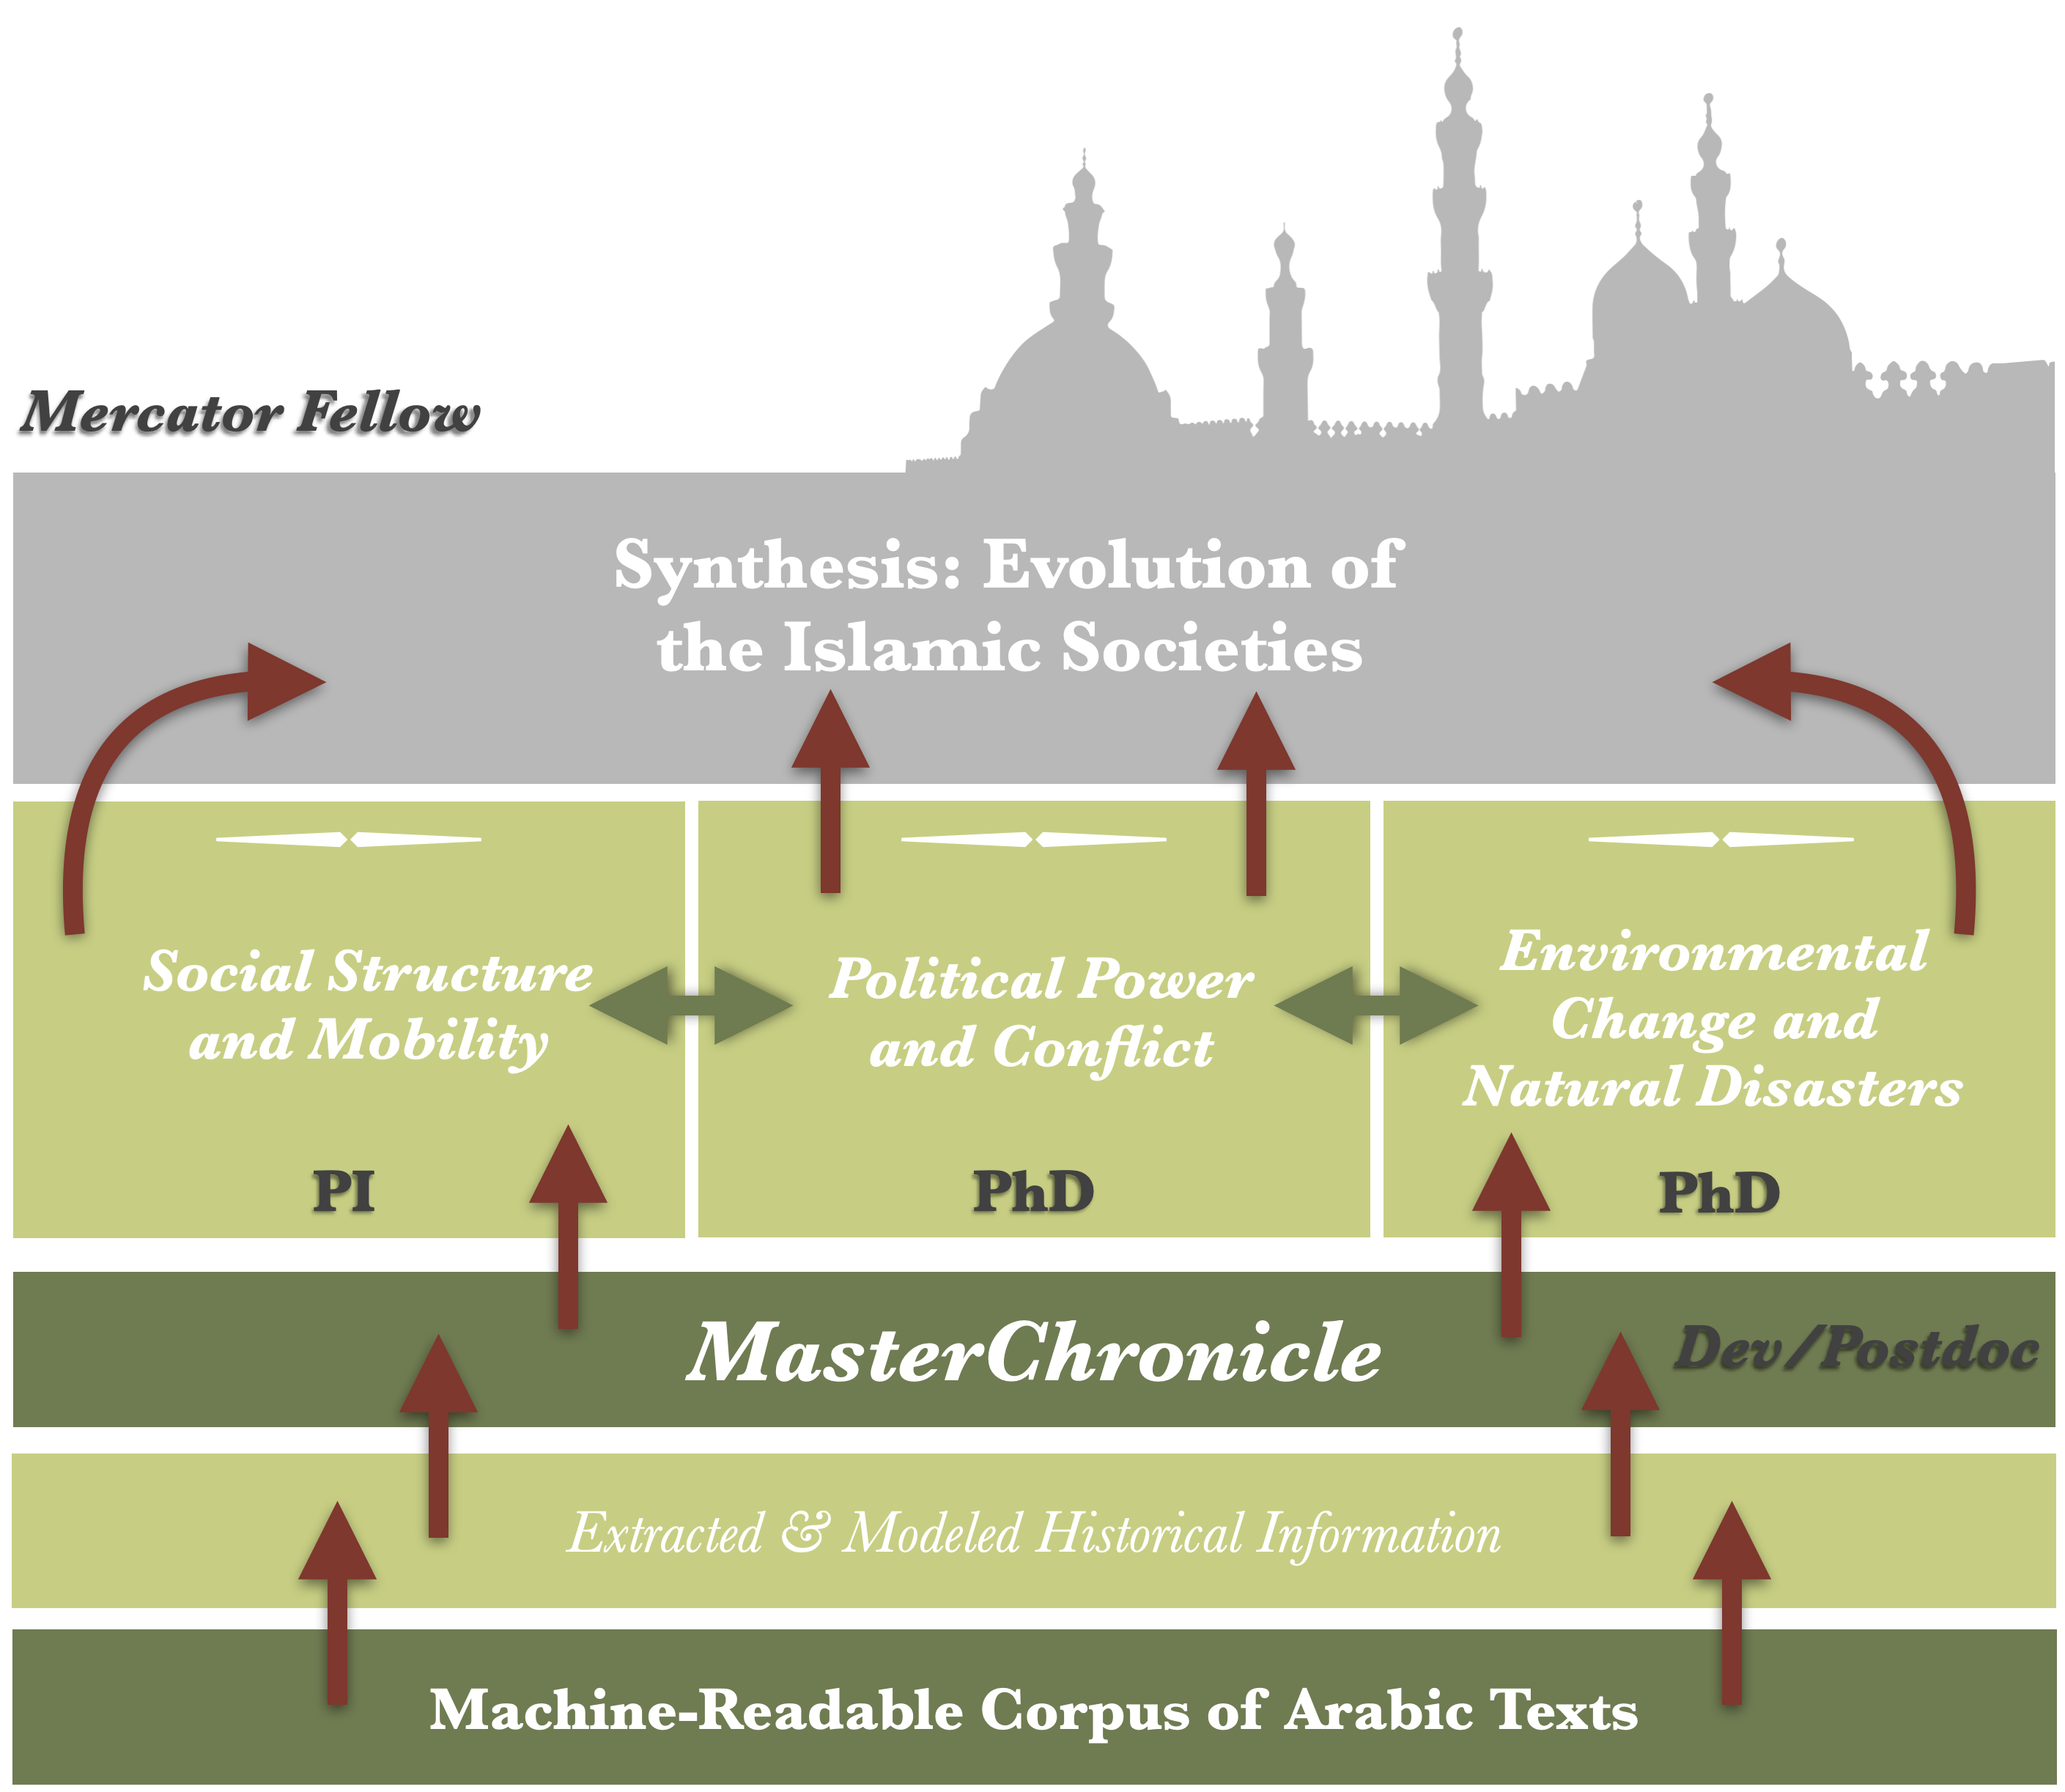 Mercator Fellow
Synthesis: Evolution of
the Islamic Societies
Social Structure
and Mobility
PI
Political Power
and Conflict
PhD
Environmental
Change and
Natural Disasters
PhD
MasterChronicle
Dev/Postdoc
Extracted & Modeled Historical Information
Machine-Readable Corpus of Arabic Texts